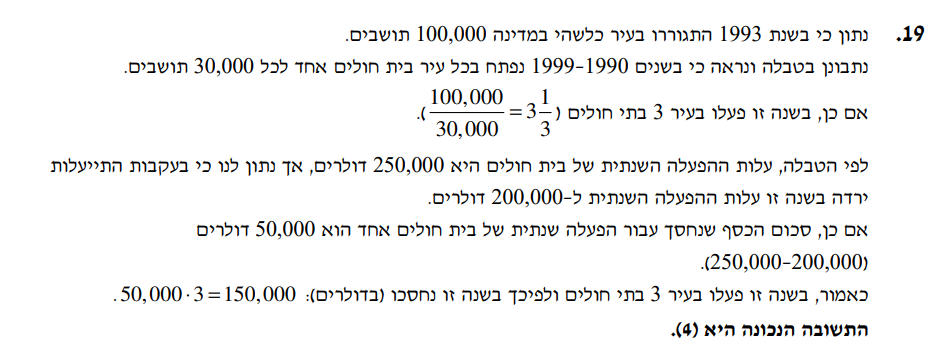 19. נתון כי בשנת 1993 התגוררו בעיר כלשהי במדינה 100,000 תושבים.
נתבונן בטבלה ונראה כי בשנים 1990-1999 נפתח בכל עיר בית חולים אחד לכל 30,000 תושבים.
אם כן, בשנה זו פעלו בעיר 3 בתי חולים (100,000/30,000 = 3 1/3).
לפי הטבלה, עלות ההפעלה השנתית של בית חולים היא 250,000 דולרים, אך נתון לנו כי בעקבות התייעלות
ירדה בשנה זו עלות ההפעלה השנתית ל-200,000 דולרים.
אם כן, סכום הכסף שנחסך עבור הפעלה שנתית של בית חולים אחד הוא 50,000 דולרים
(250,000-200,000).
כאמור, בשנה זו פעלו בעיר 3 בתי חולים ולפיכך בשנה זו נחסכו (בדולרים): 50,000·3 = 150,000.
התשובה הנכונה היא (4).